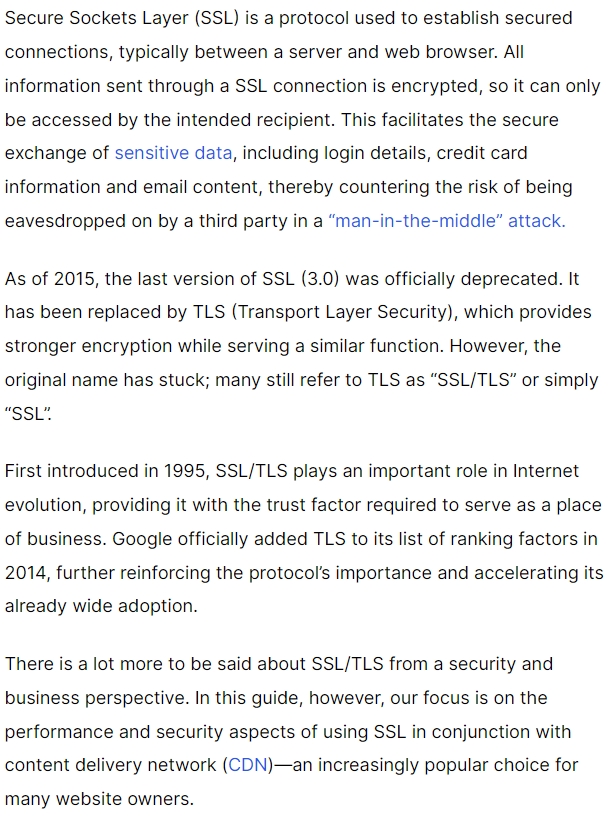 Secure Sockets Layer (SSL) is a protocol used to establish secured
connections, typically between a server and web browser. All
information sent through a SSL connection is encrypted, so it can only
be accessed by the intended recipient. This facilitates the secure
exchange of sensitive data, including login details, credit card
information and email content, thereby countering the risk of being
eavesdropped on by a third party in a “man-in-the-middle” attack.
As of 2015, the last version of SSL (3.0) was officially deprecated. It
has been replaced by TLS (Transport Layer Security), which provides
stronger encryption while serving a similar function. However, the
original name has stuck; many still refer to TLS as “SSL/TLS” or simply
“SSL”.
First introduced in 1995, SSL/TLS plays an important role in Internet
evolution, providing it with the trust factor required to serve as a place
of business. Google officially added TLS to its list of ranking factors in
2014, further reinforcing the protocol’s importance and accelerating its
already wide adoption.
There is a lot more to be said about SSL/TLS from a security and
business perspective. In this guide, however, our focus is on the
performance and security aspects of using SSL in conjunction with
content delivery network (CDN)—an increasingly popular choice for
many website owners.